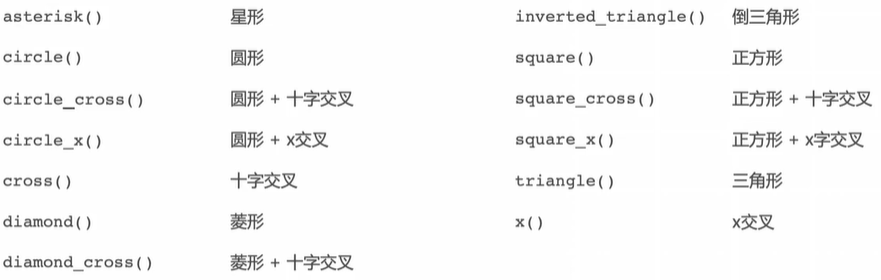 asterisk() 星形 inverted_triangle() 倒三角形
circle() 圆形 square() 正方形
circle_cross() 圆形 + 十字交叉 square_cross() 正方形 + 十字交叉
circle_x() 圆形 + x交叉 square_x() 正方形 + x字交叉
cross() 十字交叉 triangle() 三角形
diamond() 菱形 x() x交叉
diamond_cross() 菱形 + 十字交叉